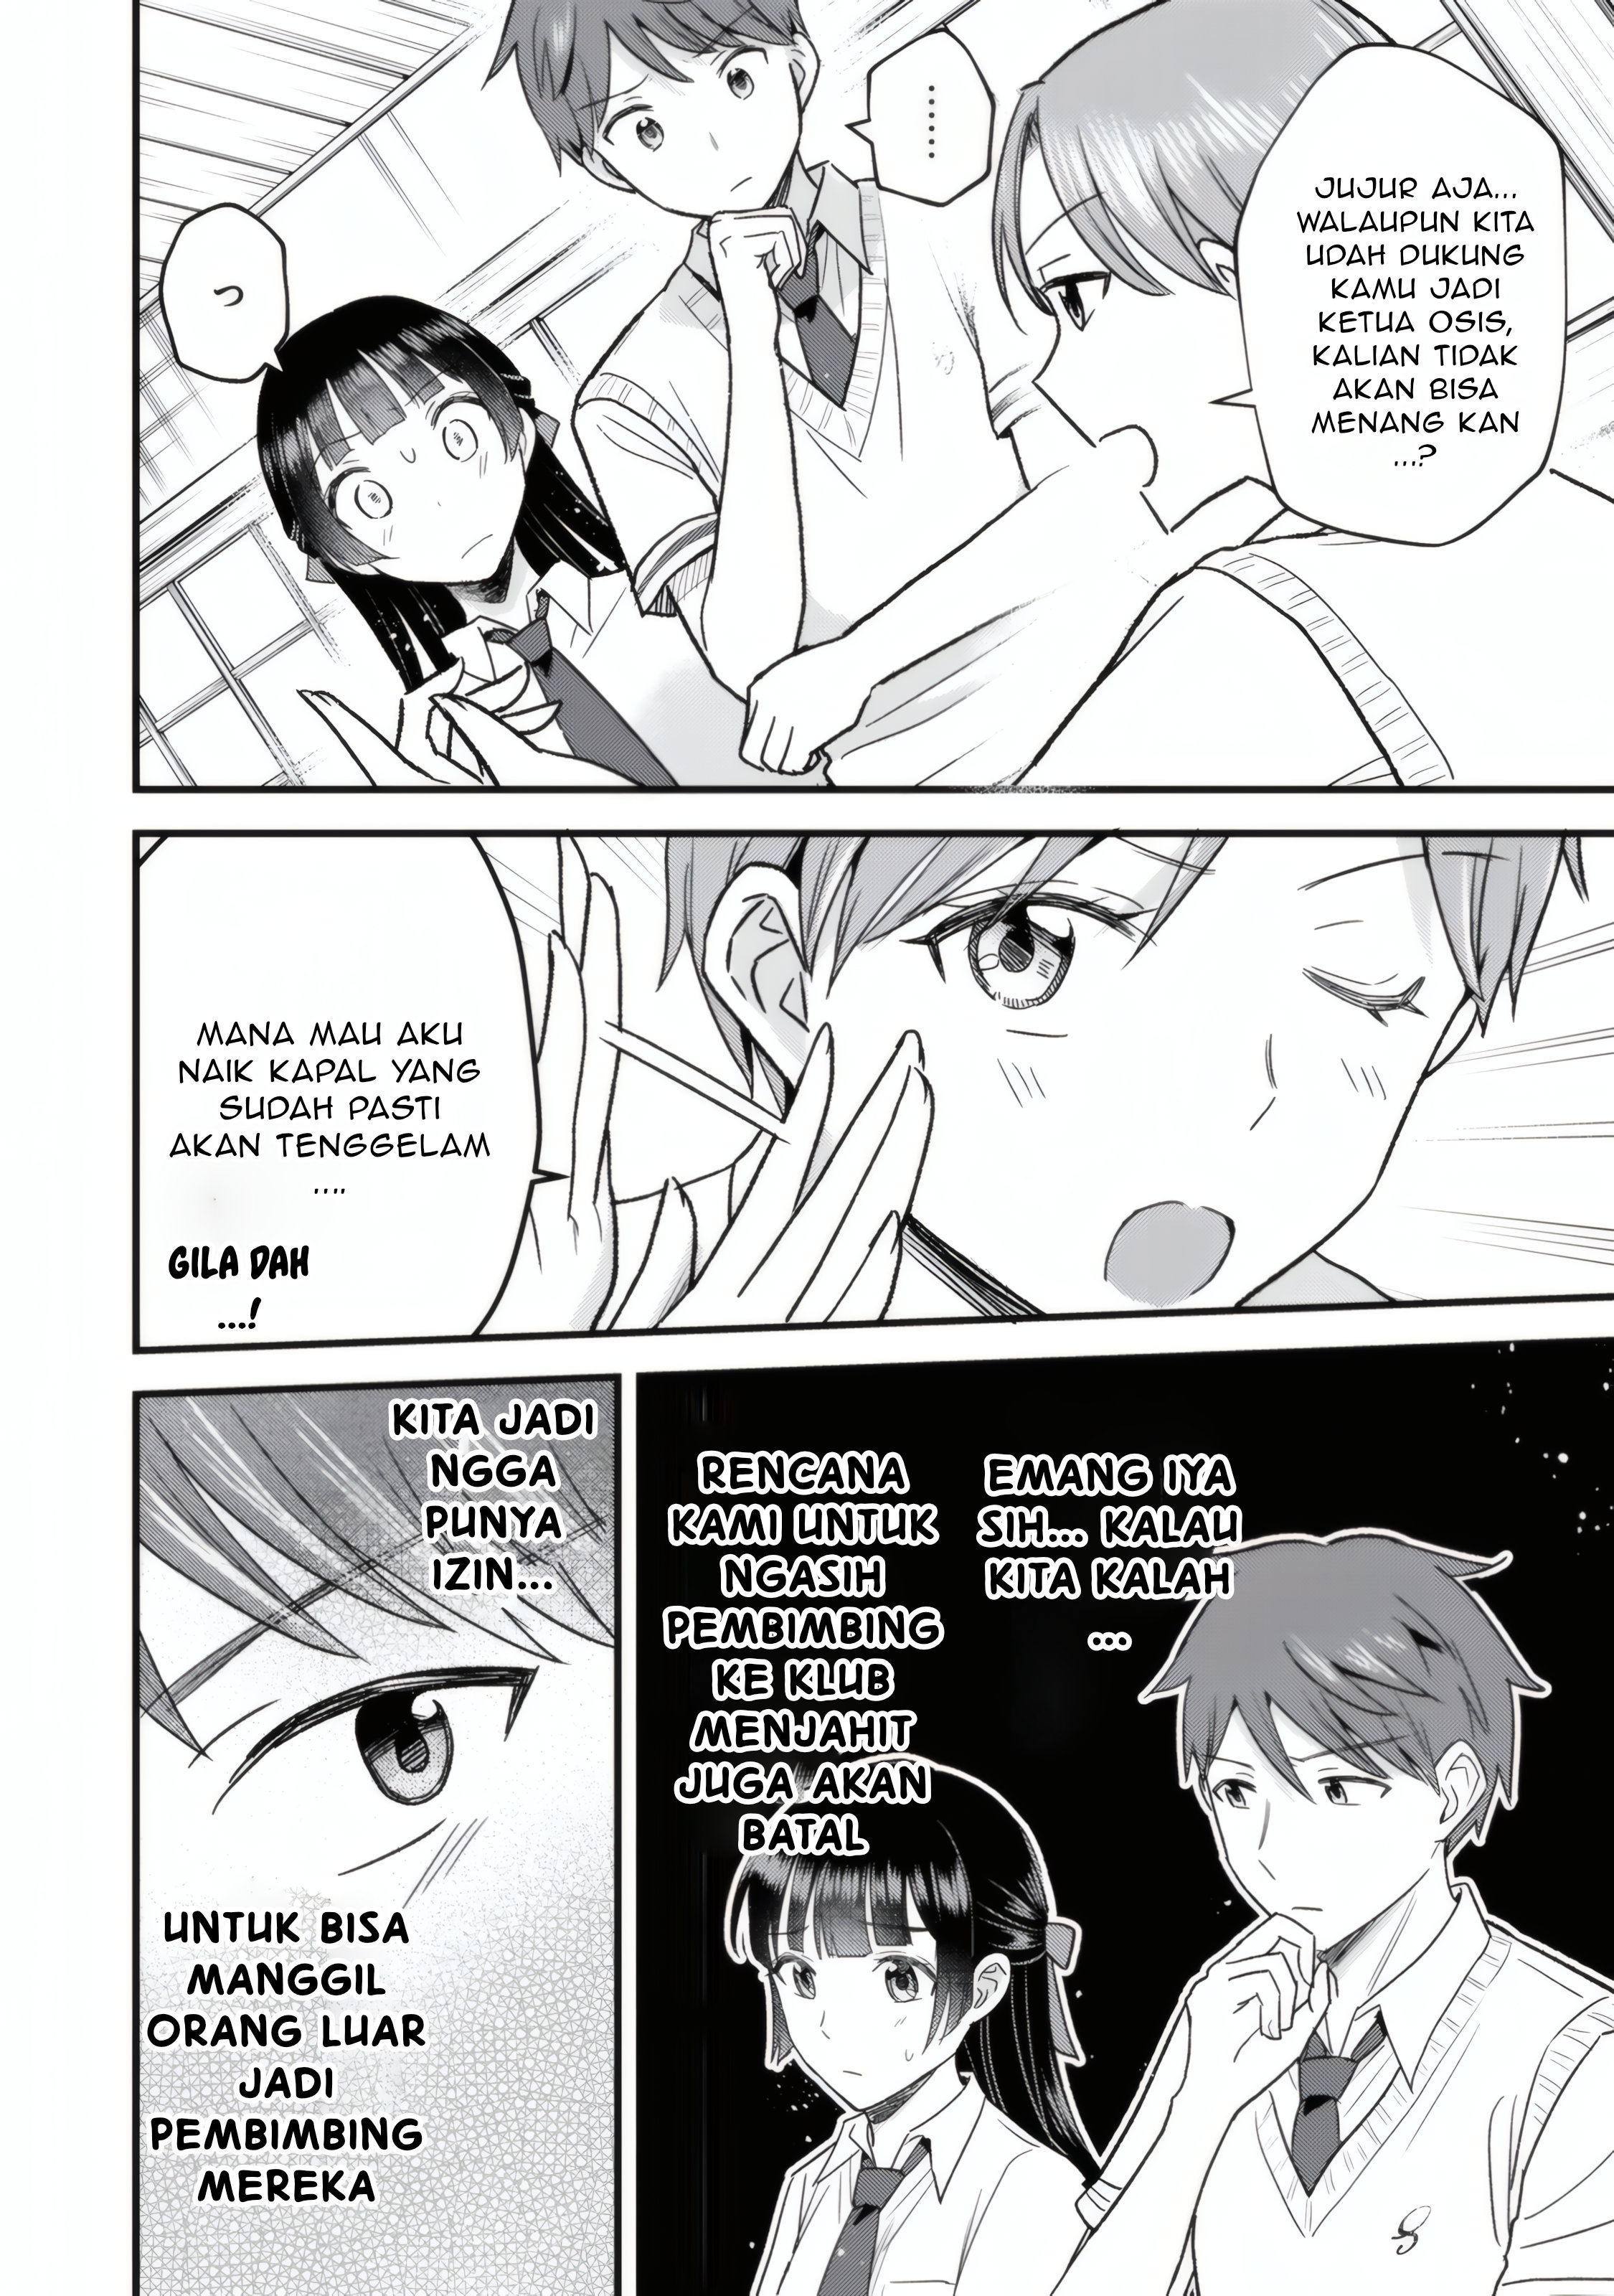 JUJUR AJA...
WALAUPUN KITA
UDAH DUKUNG
KAMU JADI
KETUA OSIS,
KALIAN TIDAK
AKAN BISA
MENANG KAN
...?
......
っ
MANA MAU AKU
NAIK KAPAL YANG
SUDAH PASTI
AKAN TENGGELAM
....
GILA DAH
...!
EMANG IYA
SIH... KALAU
KITA KALAH
...
RENCANA
KAMI UNTUK
NGASIH
PEMBIMBING
KE KLUB
MENJAHIT
JUGA AKAN
BATAL
KITA JADI
NGGA
PUNYA
IZIN...
UNTUK BISA
MANGGIL
ORANG LUAR
JADI
PEMBIMBING
MEREKA